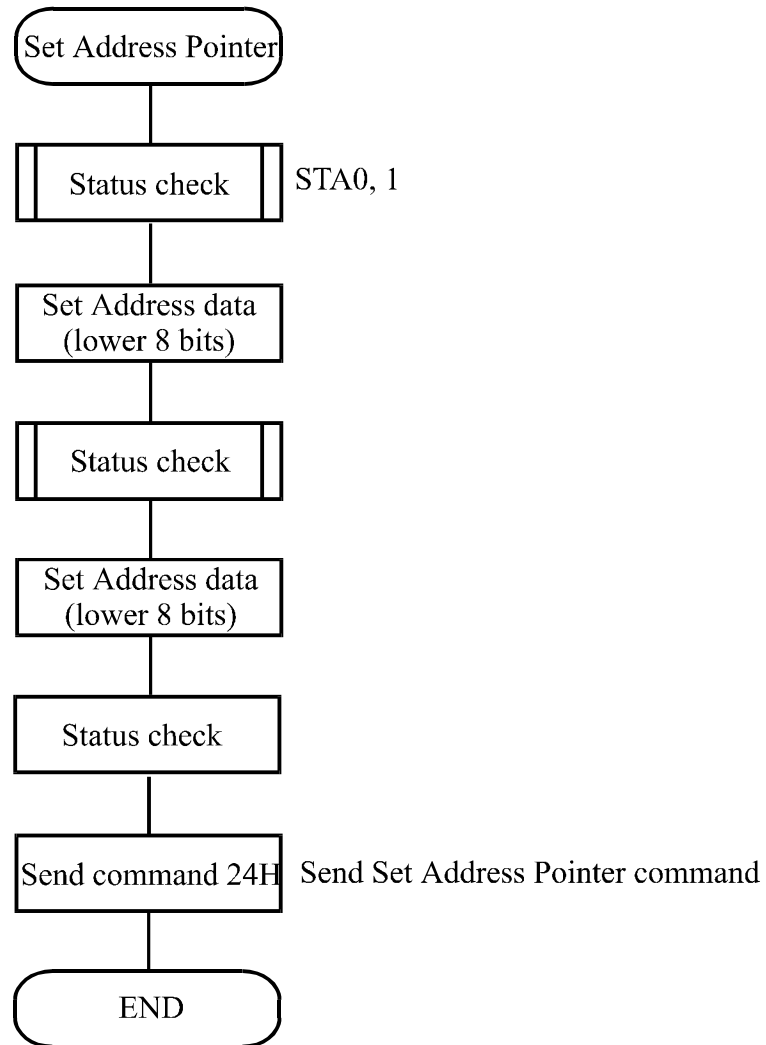 Set Address Pointer
Status check
STA0, 1
Set Address data
(lower 8 bits)
Status check
Set Address data
(lower 8 bits)
Status check
Send command 24H
Send Set Address Pointer command
END